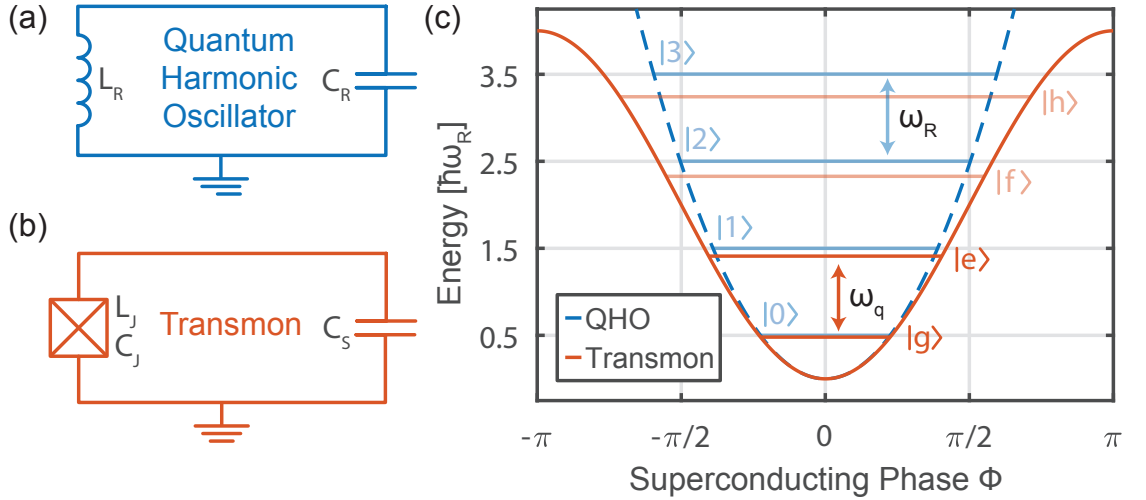 (a)
Quantum
Harmonic
Oscillator
L_R
C_R
(b)
Transmon
L_J
C_J
C_S
(c)
Energy [ħω_R]
3.5
2.5
1.5
0.5
|3⟩
|h⟩
ω_R
|2⟩
|f⟩
|1⟩
|e⟩
ω_q
|0⟩
|g⟩
QHO
Transmon
-π
-π/2
0
π/2
π
Superconducting Phase Φ